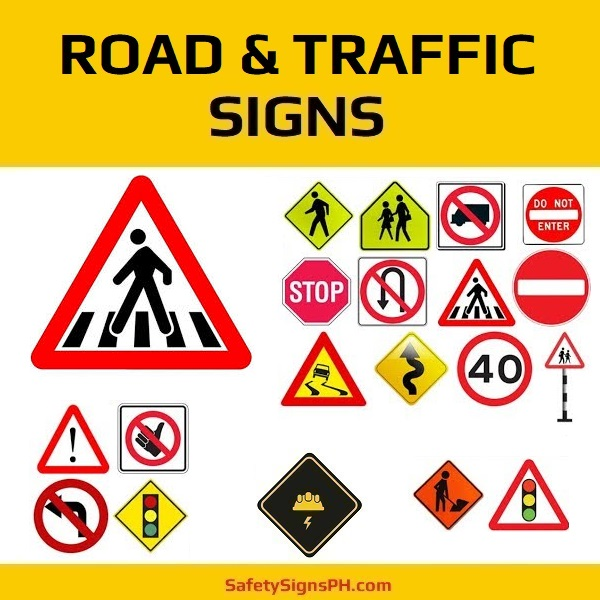 ROAD & TRAFFIC
SIGNS
DO NOT
ENTER
STOP
40
SafetySignsPH.com